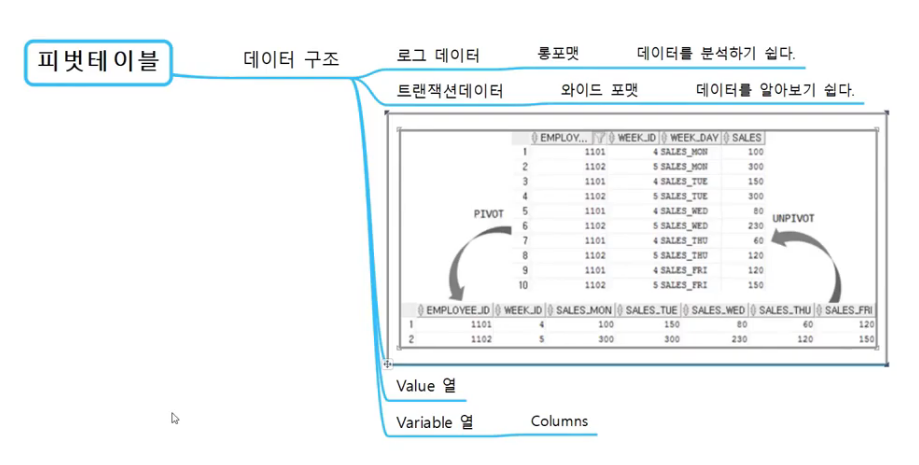 피벗테이블
데이터 구조
로그 데이터 롱포맷 데이터를 분석하기 쉽다.
트랜잭션데이터 와이드 포맷 데이터를 알아보기 쉽다.
EMPLOY... WEEK_ID WEEK_DAY SALES
1 1101 4 SALES_MON 100
2 1102 5 SALES_MON 300
3 1101 4 SALES_TUE 150
4 1102 5 SALES_TUE 300
5 1101 4 SALES_WED 80
6 1102 5 SALES_WED 230
7 1101 4 SALES_THU 60
8 1102 5 SALES_THU 120
9 1101 4 SALES_FRI 120
10 1102 5 SALES_FRI 150
PIVOT
UNPIVOT
EMPLOYEE_ID WEEK_ID SALES_MON SALES_TUE SALES_WED SALES_THU SALES_FRI
1 1101 4 100 150 80 60 120
2 1102 5 300 300 230 120 150
Value 열
Variable 열 Columns